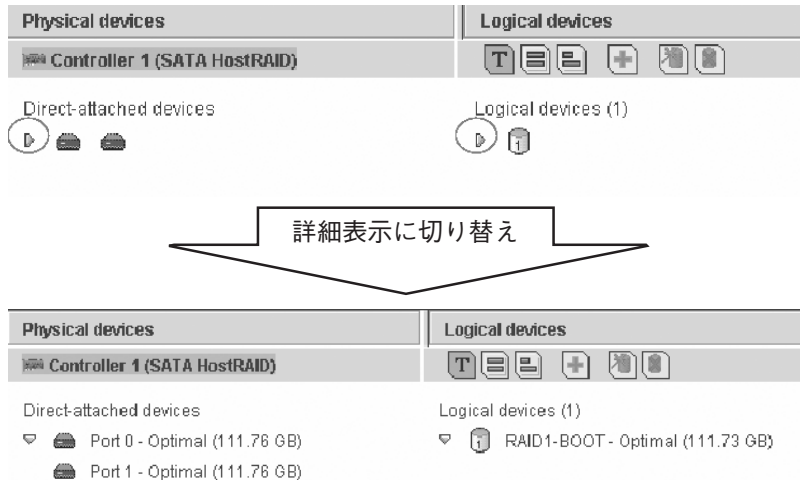 Physical devices
Logical devices
Controller 1 (SATA HostRAID)
T
Direct-attached devices
Logical devices (1)
1
詳細表示に切り替え
Physical devices
Logical devices
Controller 1 (SATA HostRAID)
T
Direct-attached devices
Logical devices (1)
Port 0 - Optimal (111.76 GB)
1 RAID1-BOOT - Optimal (111.73 GB)
Port 1 - Optimal (111.76 GB)